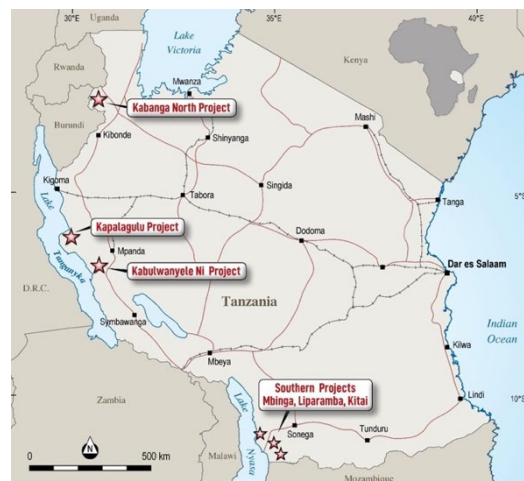 30°E
35°E
40°E
Uganda
Lake
Victoria
Kenya
Rwanda
Mwanza
Kabanga North Project
Mashi
Burundi
Kibonde
Shinyanga
Kigoma
Singida
5°S
Tabora
Tanga
Lake
Tanganyka
Kapalagulu Project
Dodoma
Mpanda
Dar es Salaam
Kabulwanyele Ni Project
D.R.C.
Tanzania
Symbawanga
Indian
Ocean
Mbeya
Kilwa
Southern Projects
Mbinga, Liparamba, Kitai
Lindi
10°S
Zambia
Lake
Nyasa
Sonega
Tunduru
N
Malawi
0
500 km
Mozambique